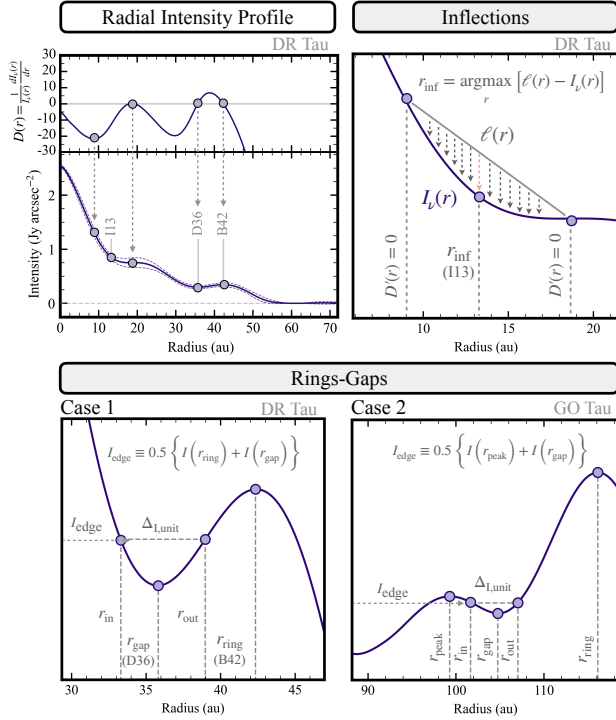 Radial Intensity Profile
DR Tau
D(r) = 1/Iν(r) dIν(r)/dr
30
20
10
0
-10
-20
30
Intensity (Jy arcsec−2)
2
1
0
I13
D36
B42
0 10 20 30 40 50 60 70
Radius (au)
Inflections
DR Tau
r_inf = argmax_r [ℓ(r) − Iν(r)]
ℓ(r)
Iν(r)
D′(r) = 0
r_inf
(I13)
D′(r) = 0
10 15 20
Radius (au)
Rings-Gaps
Case 1
DR Tau
I_edge ≡ 0.5 { I(r_ring) + I(r_gap) }
I_edge
Δ_I,unit
r_in
r_gap
(D36)
r_out
r_ring
(B42)
30 35 40 45
Radius (au)
Case 2
GO Tau
I_edge ≡ 0.5 { I(r_peak) + I(r_gap) }
I_edge
Δ_I,unit
r_peak
r_in
r_gap
r_out
r_ring
90 100 110
Radius (au)